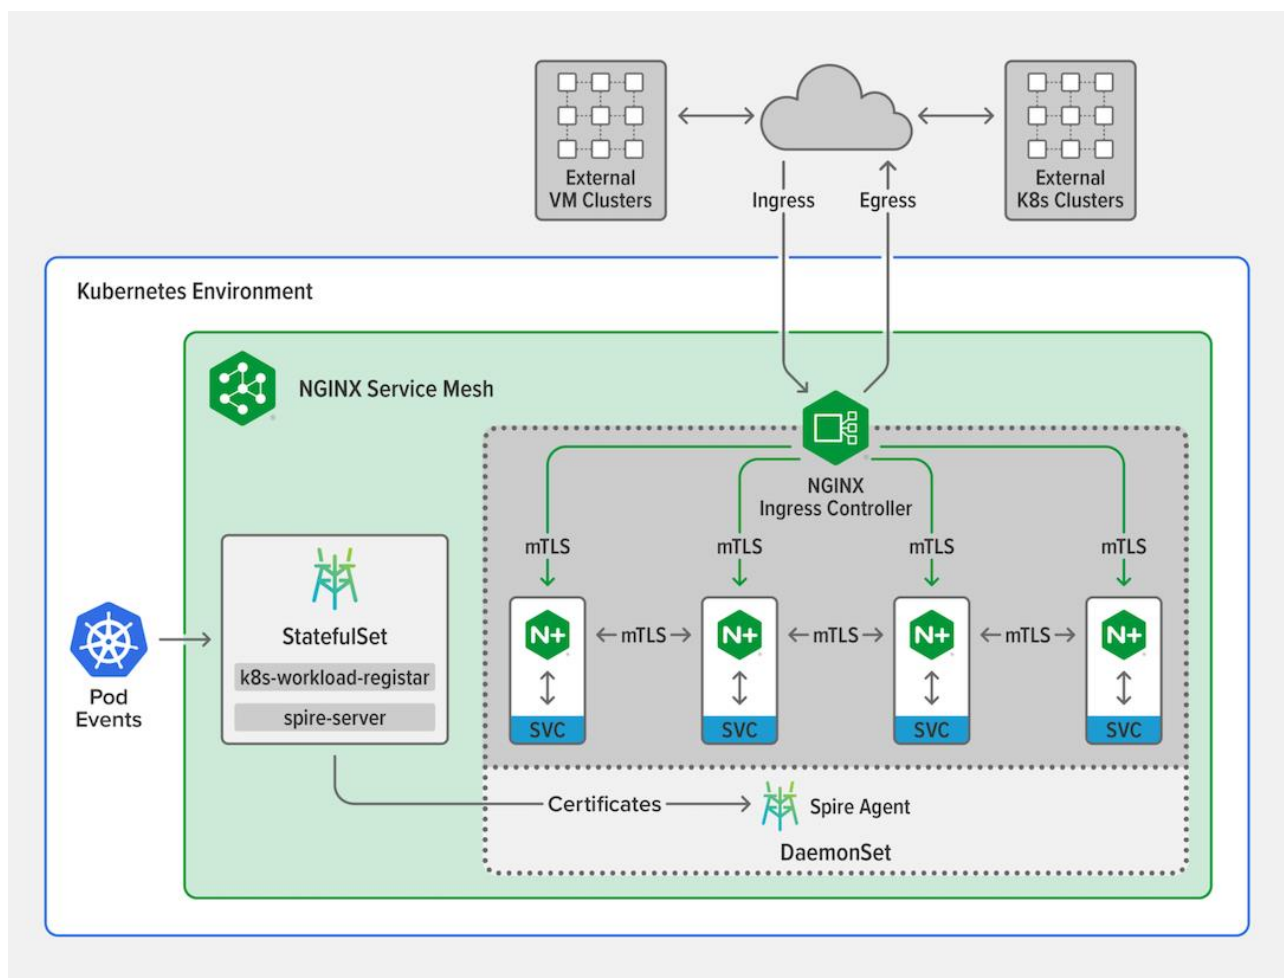 External
VM Clusters
Ingress
Egress
External
K8s Clusters
Kubernetes Environment
NGINX Service Mesh
NGINX
Ingress Controller
mTLS
mTLS
mTLS
mTLS
StatefulSet
k8s-workload-registar
spire-server
Pod
Events
N+
mTLS
N+
mTLS
N+
mTLS
N+
SVC
SVC
SVC
SVC
Certificates
Spire Agent
DaemonSet